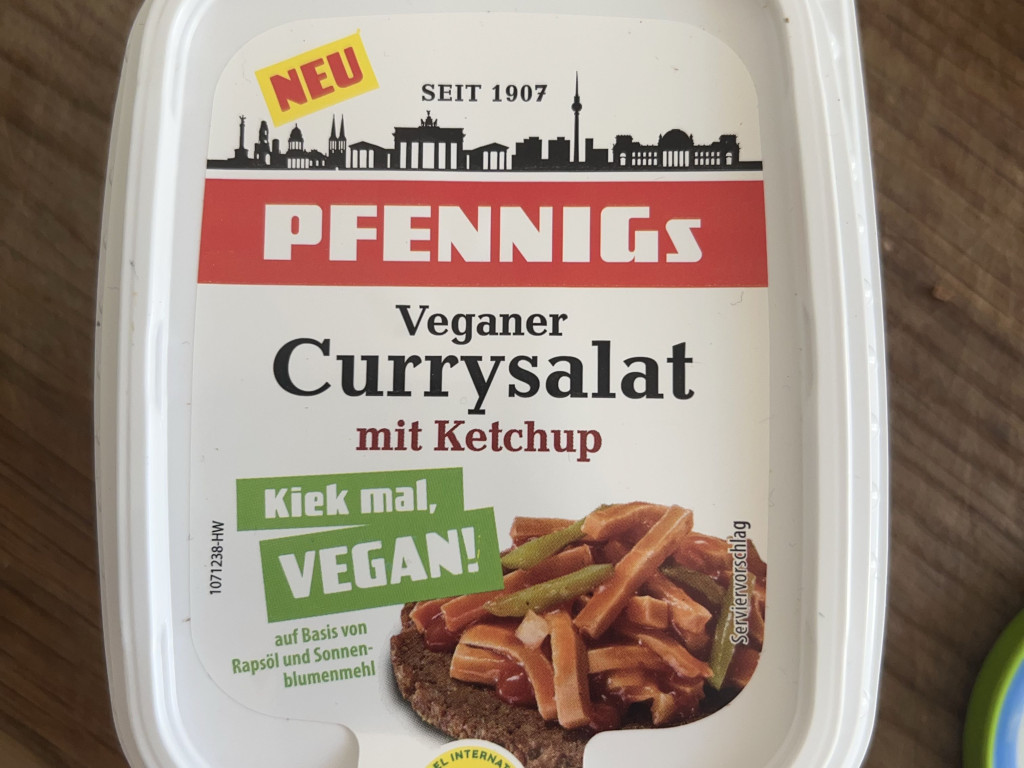 NEU
SEIT 1907
PFENNIGs
Veganer
Currysalat
mit Ketchup
Kiek mal,
VEGAN!
auf Basis von
Rapsöl und Sonnen-
blumenmehl
1071238-HW
Serviervorschlag